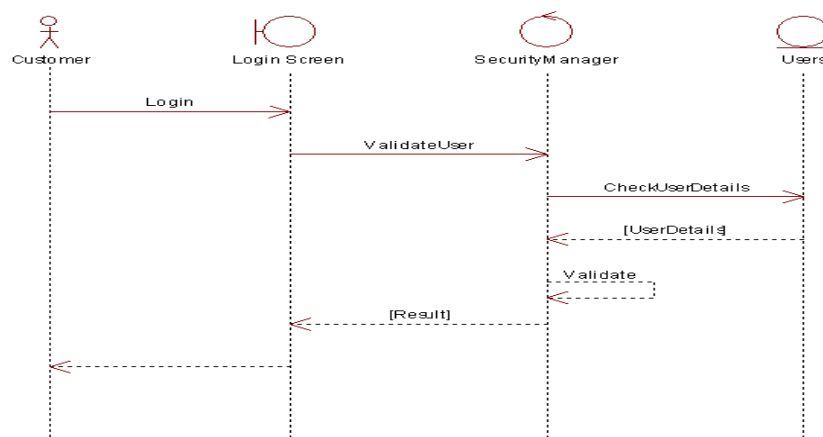 Customer
Login Screen
SecurityManager
Users
Login
ValidateUser
CheckUserDetails
[UserDetails]
Validate
[Result]